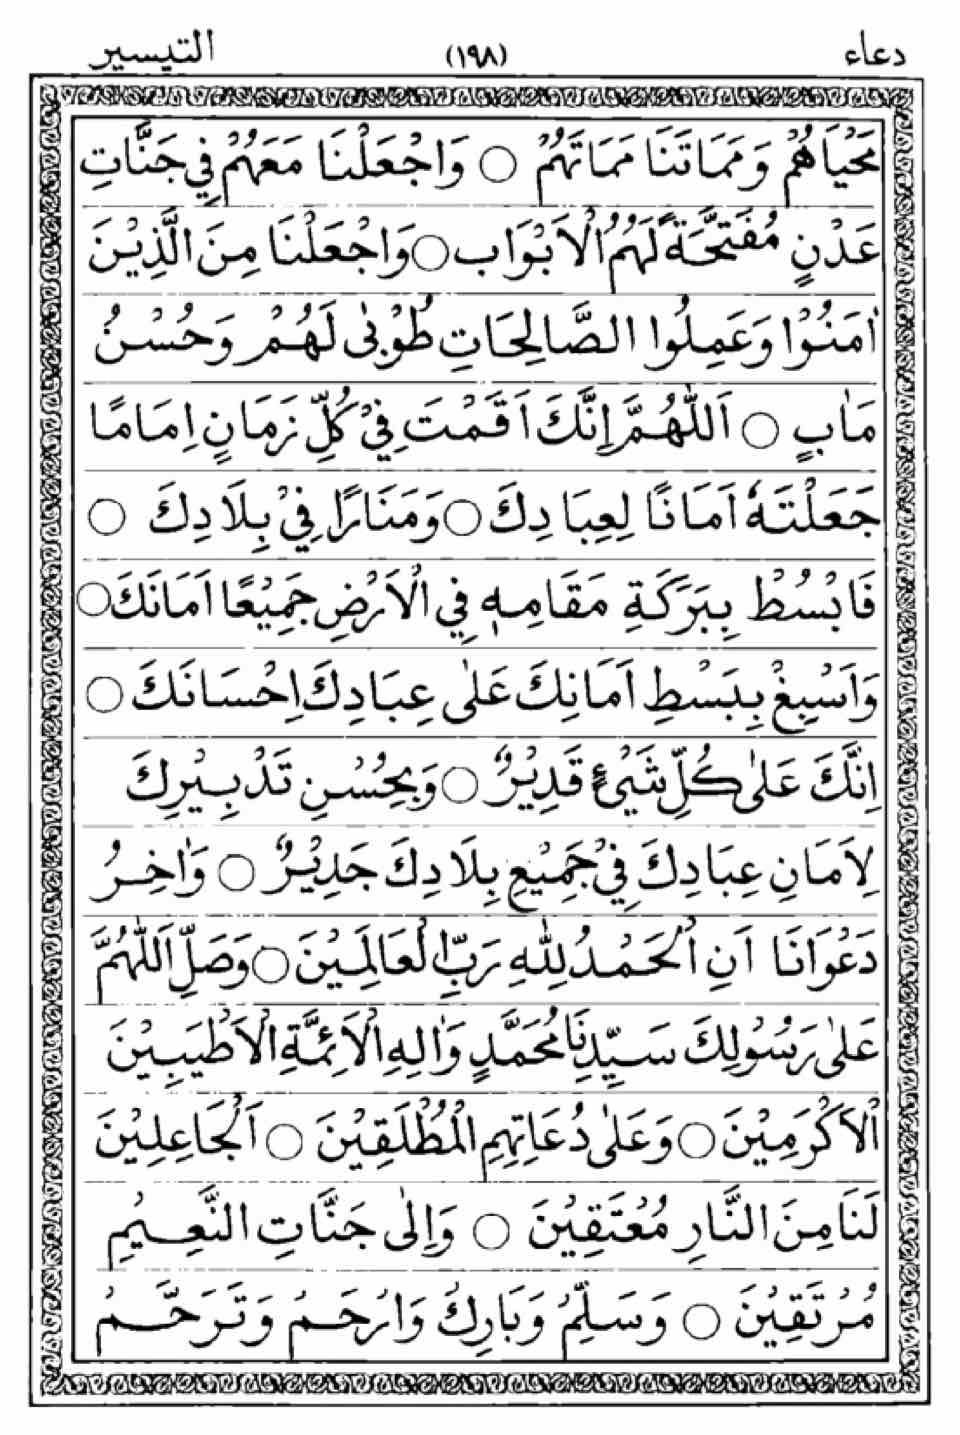 دعاء (١٩٨) التيسير
مَحْيَاهُمْ وَمَمَاتَنَا مَمَاتَهُمْ ○ وَاجْعَلْنَا مَعَهُمْ فِي جَنَّاتِ
عَدْنٍ مُفَتَّحَةً لَهُمُ الْاَبْوَابِ ○ وَاجْعَلْنَا مِنَ الَّذِيْنَ
اٰمَنُوْا وَعَمِلُوا الصَّالِحَاتِ طُوْبٰى لَهُمْ وَحُسْنُ
مَاٰبٍ ○ اَللّٰهُمَّ اِنَّكَ اَقَمْتَ فِيْ كُلِّ زَمَانٍ اِمَامًا
جَعَلْتَهٗ اَمَانًا لِعِبَادِكَ ○ وَمَنَارًا فِيْ بِلَادِكَ ○
فَابْسُطْ بِبَرَكَةِ مَقَامِهٖ فِي الْاَرْضِ جَمِيْعًا اَمَانَكَ ○
وَاَسْبِغْ بِبَسْطِ اَمَانِكَ عَلٰى عِبَادِكَ اِحْسَانَكَ ○
اِنَّكَ عَلٰى كُلِّ شَيْئٍ قَدِيْرٌ ○ وَبِحُسْنِ تَدْبِيْرِكَ
لِاَمَانِ عِبَادِكَ فِيْ جَمِيْعِ بِلَادِكَ جَدِيْرٌ ○ وَاٰخِرُ
دَعْوَانَا اَنِ الْحَمْدُ لِلّٰهِ رَبِّ الْعَالَمِيْنَ ○ وَصَلِّ اَللّٰهُمَّ
عَلٰى رَسُوْلِكَ سَيِّدِنَا مُحَمَّدٍ وَاٰلِهِ الْاَئِمَّةِ الْاَطْيَبِيْنَ
الْاَكْرَمِيْنَ ○ وَعَلٰى دُعَاتِهِمِ الْمُطْلَقِيْنَ ○ اَلْجَاعِلِيْنَ
لَنَا مِنَ النَّارِ مُعْتَقِيْنَ ○ وَاِلٰى جَنَّاتِ النَّعِيْمِ
مُرْتَقِيْنَ ○ وَسَلِّمْ وَبَارِكْ وَارْحَمْ وَتَرَحَّمْ